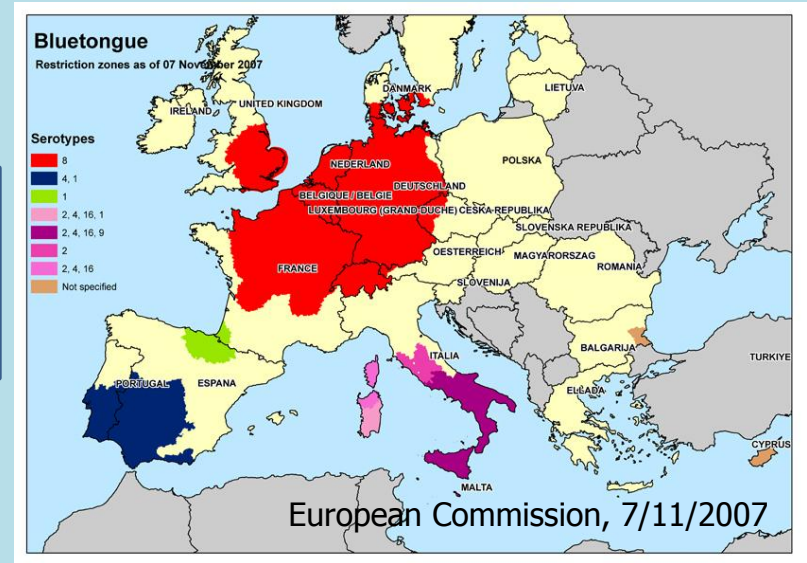 Bluetongue
Restriction zones as of 07 November 2007
Serotypes
8
4, 1
1
2, 4, 16, 1
2, 4, 16, 9
2
2, 4, 16
Not specified
IRELAND
UNITED KINGDOM
DANMARK
LIETUVA
NEDERLAND
POLSKA
DEUTSCHLAND
BELGIQUE / BELGIE
LUXEMBOURG (GRAND-DUCHE)
CESKA REPUBLIKA
SLOVENSKA REPUBLIKA
FRANCE
OESTERREICH
MAGYARORSZAG
ROMANIA
SLOVENIJA
ITALIA
BALGARIJA
TURKIYE
PORTUGAL
ESPANA
ELLADA
CYPRUS
MALTA
European Commission, 7/11/2007